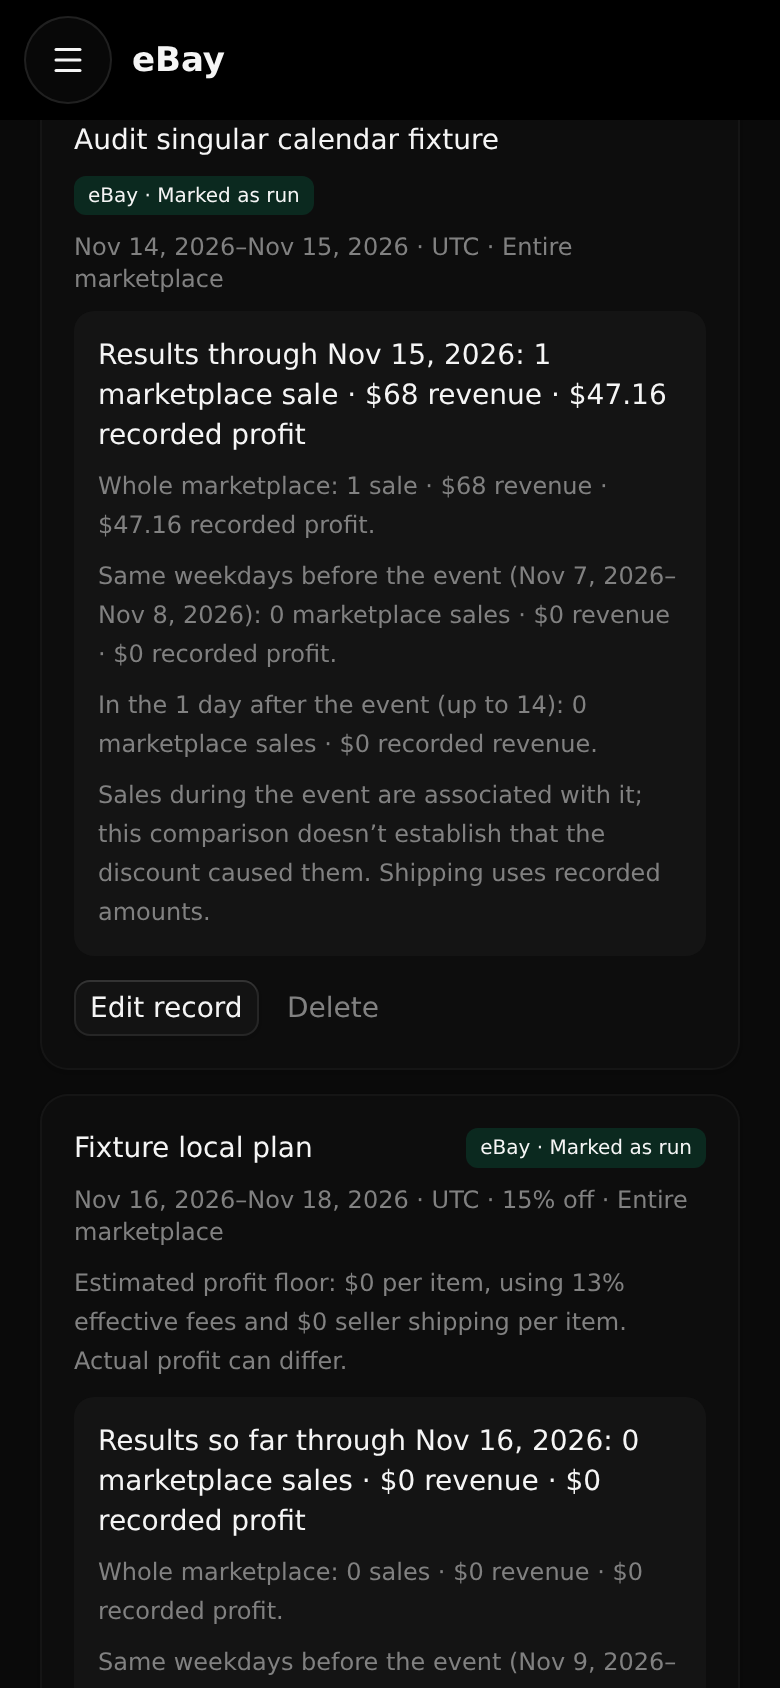 eBay
Audit singular calendar fixture
eBay · Marked as run
Nov 14, 2026–Nov 15, 2026 · UTC · Entire
marketplace
Results through Nov 15, 2026: 1
marketplace sale · $68 revenue · $47.16
recorded profit
Whole marketplace: 1 sale · $68 revenue ·
$47.16 recorded profit.
Same weekdays before the event (Nov 7, 2026–
Nov 8, 2026): 0 marketplace sales · $0 revenue
· $0 recorded profit.
In the 1 day after the event (up to 14): 0
marketplace sales · $0 recorded revenue.
Sales during the event are associated with it;
this comparison doesn’t establish that the
discount caused them. Shipping uses recorded
amounts.
Edit record Delete
Fixture local plan eBay · Marked as run
Nov 16, 2026–Nov 18, 2026 · UTC · 15% off · Entire
marketplace
Estimated profit floor: $0 per item, using 13%
effective fees and $0 seller shipping per item.
Actual profit can differ.
Results so far through Nov 16, 2026: 0
marketplace sales · $0 revenue · $0
recorded profit
Whole marketplace: 0 sales · $0 revenue · $0
recorded profit.
Same weekdays before the event (Nov 9, 2026–